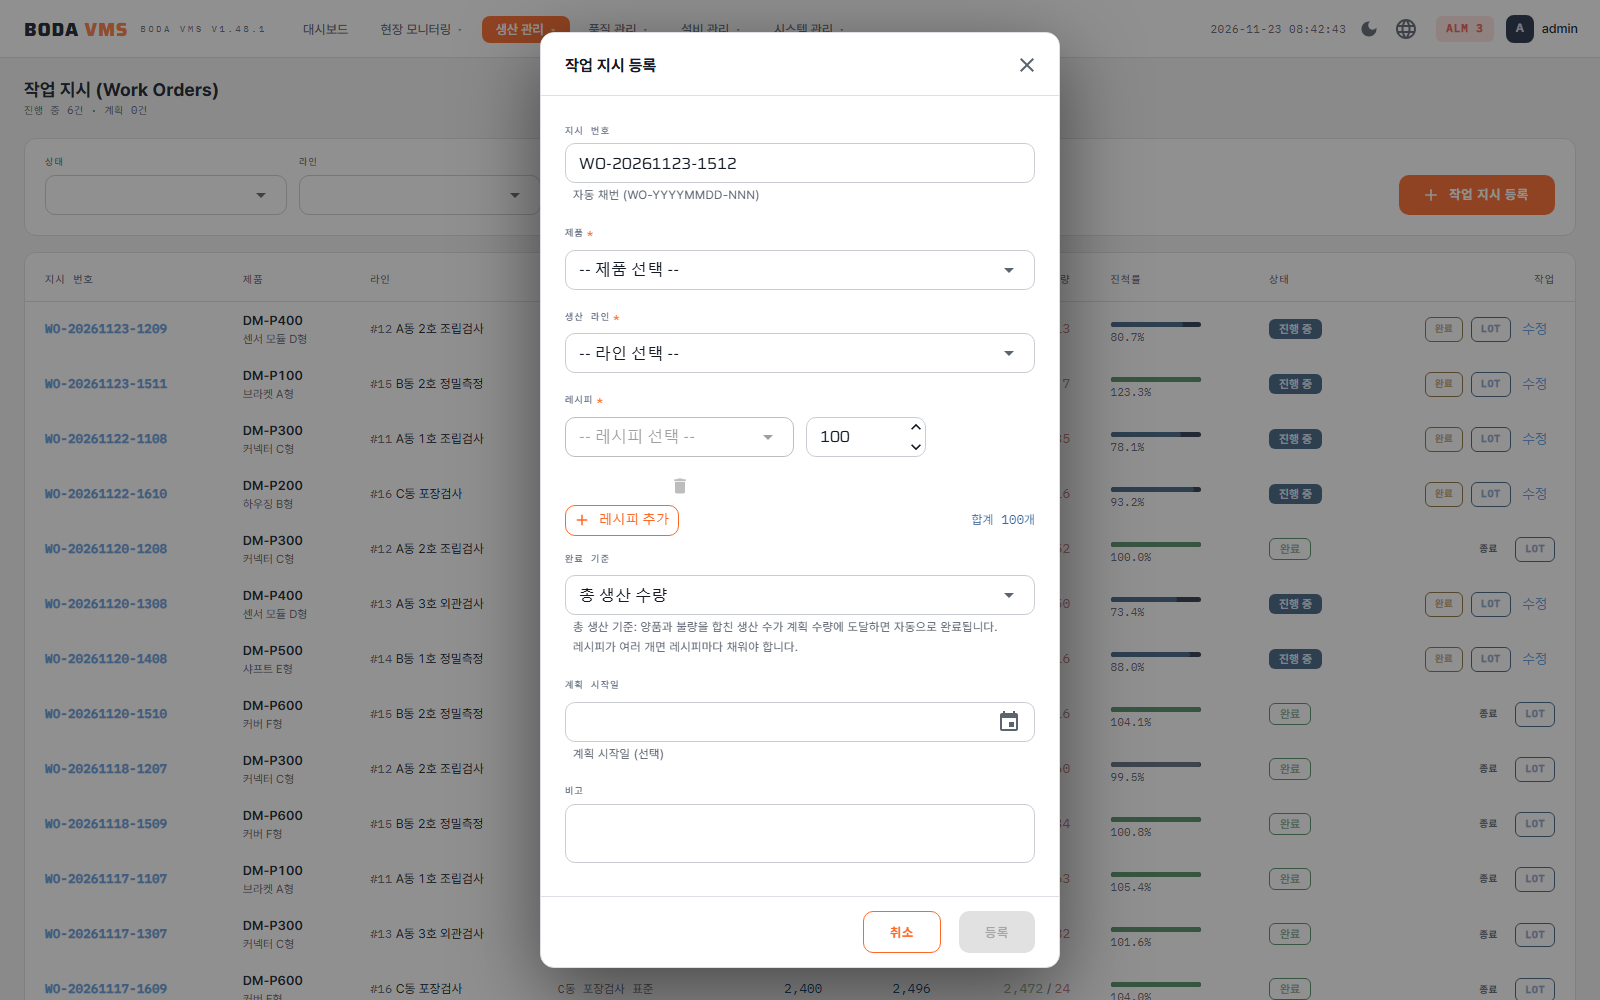 BODA VMS BODA VMS V1.48.1 대시보드 현장 모니터링 생산 관리 품질 관리 설비 관리 시스템 관리 2026-11-23 08:42:43 ALM 3 A admin
작업 지시 (Work Orders)
진행 중 6건 · 계획 0건
상태 라인
+ 작업 지시 등록
지시 번호 제품 라인 진척률 상태 작업
WO-20261123-1209 DM-P400 센서 모듈 D형 #12 A동 2호 조립검사 80.7% 진행 중 완료 LOT 수정
WO-20261123-1511 DM-P100 브라켓 A형 #15 B동 2호 정밀측정 123.3% 진행 중 완료 LOT 수정
WO-20261122-1108 DM-P300 커넥터 C형 #11 A동 1호 조립검사 78.1% 진행 중 완료 LOT 수정
WO-20261122-1610 DM-P200 하우징 B형 #16 C동 포장검사 93.2% 진행 중 완료 LOT 수정
WO-20261120-1208 DM-P300 커넥터 C형 #12 A동 2호 조립검사 100.0% 완료 종료 LOT
WO-20261120-1308 DM-P400 센서 모듈 D형 #13 A동 3호 외관검사 73.4% 진행 중 완료 LOT 수정
WO-20261120-1408 DM-P500 샤프트 E형 #14 B동 1호 정밀측정 88.0% 진행 중 완료 LOT 수정
WO-20261120-1510 DM-P600 커버 F형 #15 B동 2호 정밀측정 104.1% 완료 종료 LOT
WO-20261118-1207 DM-P300 커넥터 C형 #12 A동 2호 조립검사 99.5% 완료 종료 LOT
WO-20261118-1509 DM-P600 커버 F형 #15 B동 2호 정밀측정 100.8% 완료 종료 LOT
WO-20261117-1107 DM-P100 브라켓 A형 #11 A동 1호 조립검사 105.4% 완료 종료 LOT
WO-20261117-1307 DM-P300 커넥터 C형 #13 A동 3호 외관검사 101.6% 완료 종료 LOT
WO-20261117-1609 DM-P600 커버 F형 #16 C동 포장검사 C동 포장검사 표준 2,400 2,496 2,472/24 104.0% 완료 종료 LOT
작업 지시 등록
지시 번호
WO-20261123-1512
자동 채번 (WO-YYYYMMDD-NNN)
제품 *
-- 제품 선택 --
생산 라인 *
-- 라인 선택 --
레시피 *
-- 레시피 선택 -- 100
+ 레시피 추가 합계 100개
완료 기준
총 생산 수량
총 생산 기준: 양품과 불량을 합친 생산 수가 계획 수량에 도달하면 자동으로 완료됩니다.
레시피가 여러 개면 레시피마다 채워야 합니다.
계획 시작일
계획 시작일 (선택)
비고
취소 등록